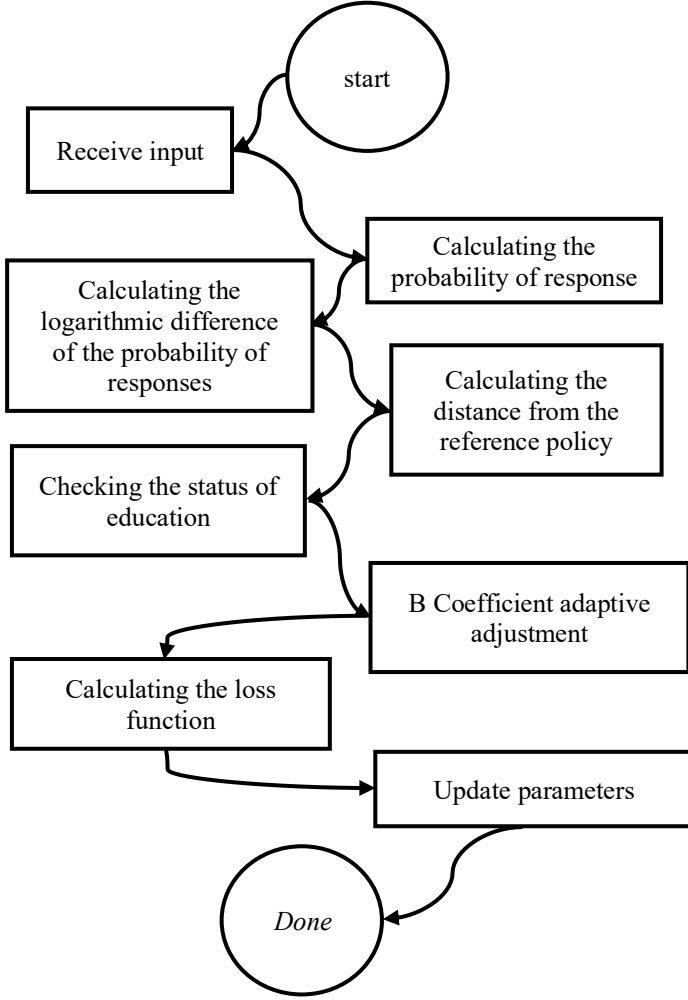 start
Receive input
Calculating the
probability of response
Calculating the
logarithmic difference
of the probability of
responses
Calculating the
distance from the
reference policy
Checking the status of
education
B Coefficient adaptive
adjustment
Calculating the loss
function
Update parameters
Done